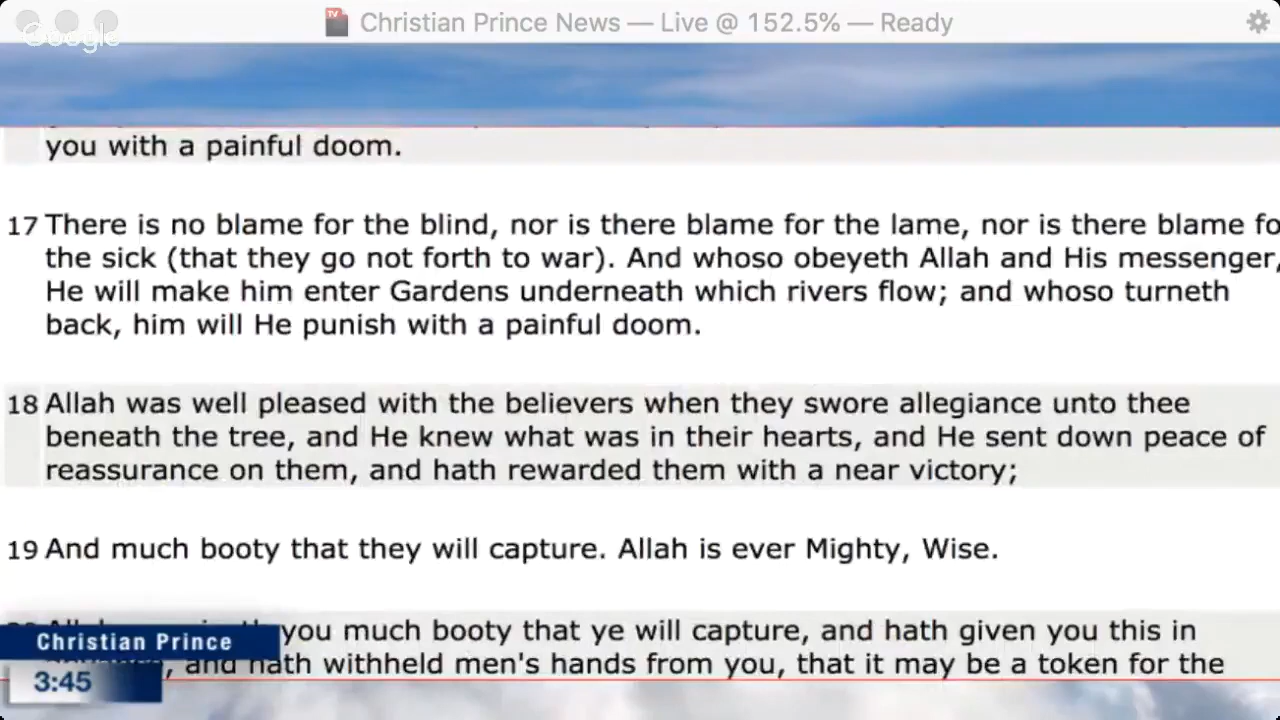 Christian Prince News — Live @ 152.5% — Ready
Google
you with a painful doom.
17 There is no blame for the blind, nor is there blame for the lame, nor is there blame fo
the sick (that they go not forth to war). And whoso obeyeth Allah and His messenger,
He will make him enter Gardens underneath which rivers flow; and whoso turneth
back, him will He punish with a painful doom.
18 Allah was well pleased with the believers when they swore allegiance unto thee
beneath the tree, and He knew what was in their hearts, and He sent down peace of
reassurance on them, and hath rewarded them with a near victory;
19 And much booty that they will capture. Allah is ever Mighty, Wise.
you much booty that ye will capture, and hath given you this in
, and hath withheld men's hands from you, that it may be a token for the
Christian Prince
3:45